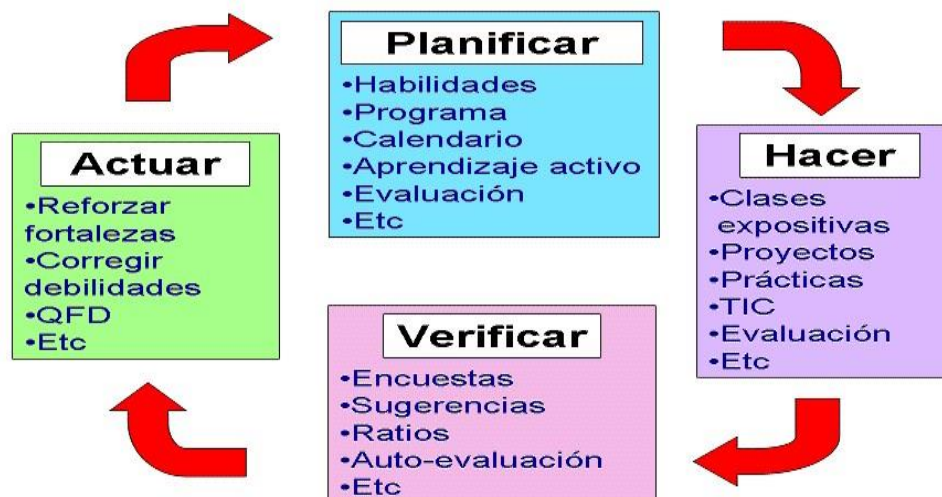 Planificar
•Habilidades
•Programa
•Calendario
•Aprendizaje activo
•Evaluación
•Etc
Hacer
•Clases
expositivas
•Proyectos
•Prácticas
•TIC
•Evaluación
•Etc
Verificar
•Encuestas
•Sugerencias
•Ratios
•Auto-evaluación
•Etc
Actuar
•Reforzar
fortalezas
•Corregir
debilidades
•QFD
•Etc